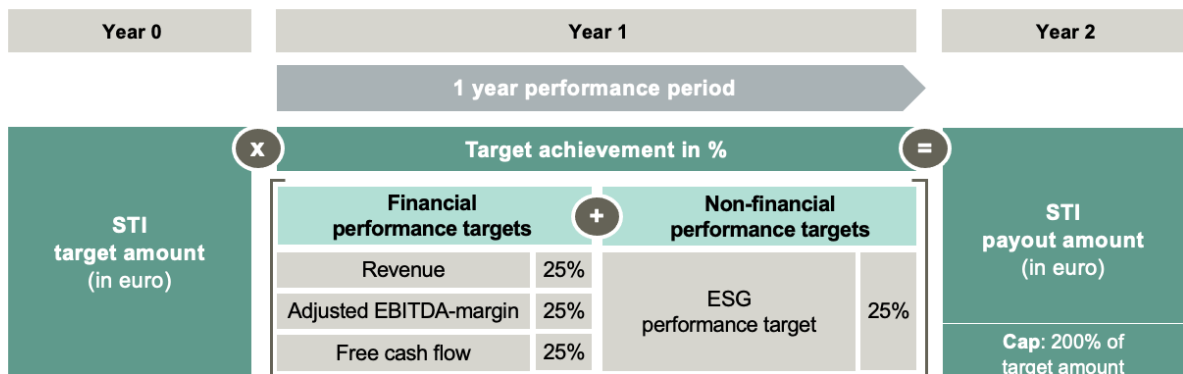 Year 0
Year 1
Year 2
1 year performance period
x
Target achievement in %
=
STI
target amount
(in euro)
Financial
performance targets
+
Non-financial
performance targets
Revenue 25%
Adjusted EBITDA-margin 25%
Free cash flow 25%
ESG
performance target
25%
STI
payout amount
(in euro)
Cap: 200% of
target amount